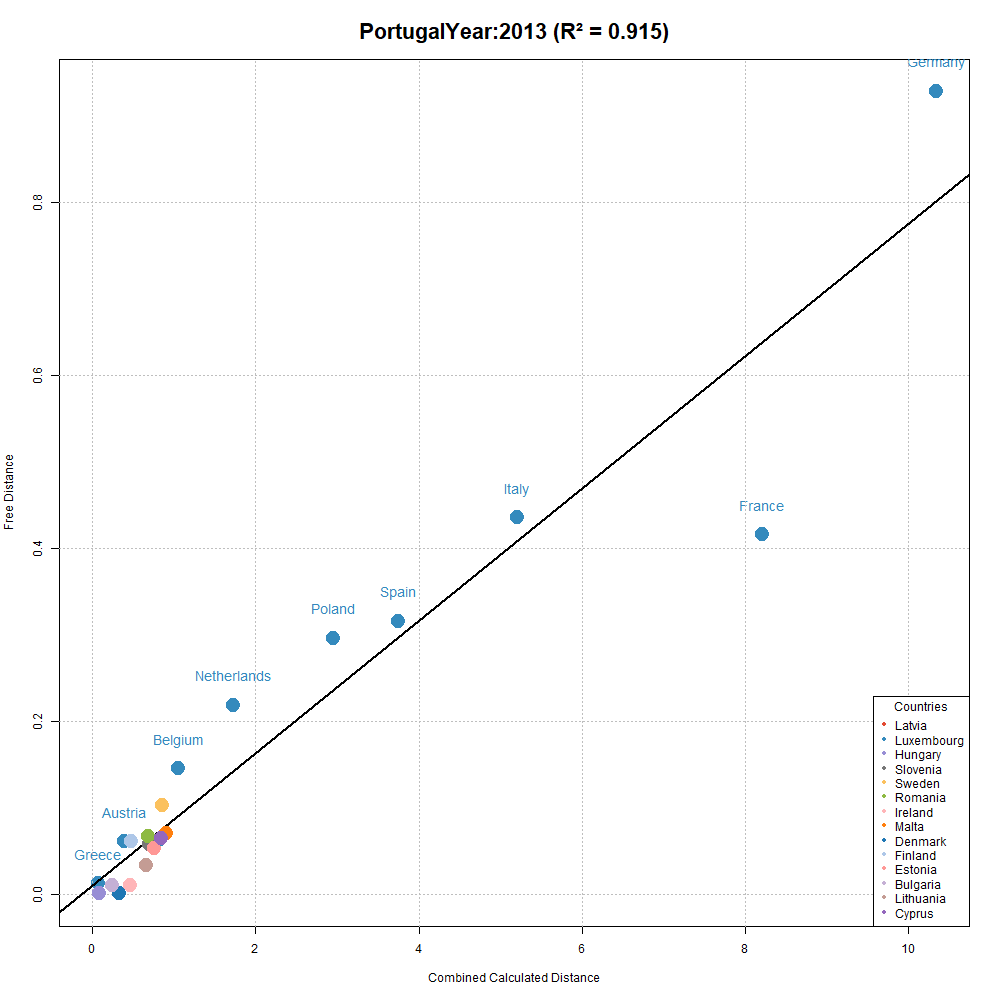 PortugalYear:2013 (R² = 0.915)
Germany
0.8
0.6
Free Distance
Italy
France
0.4
Spain
Poland
Netherlands
0.2
Belgium
Austria
Greece
0.0
Countries
Latvia
Luxembourg
Hungary
Slovenia
Sweden
Romania
Ireland
Malta
Denmark
Finland
Estonia
Bulgaria
Lithuania
Cyprus
0 2 4 6 8 10
Combined Calculated Distance